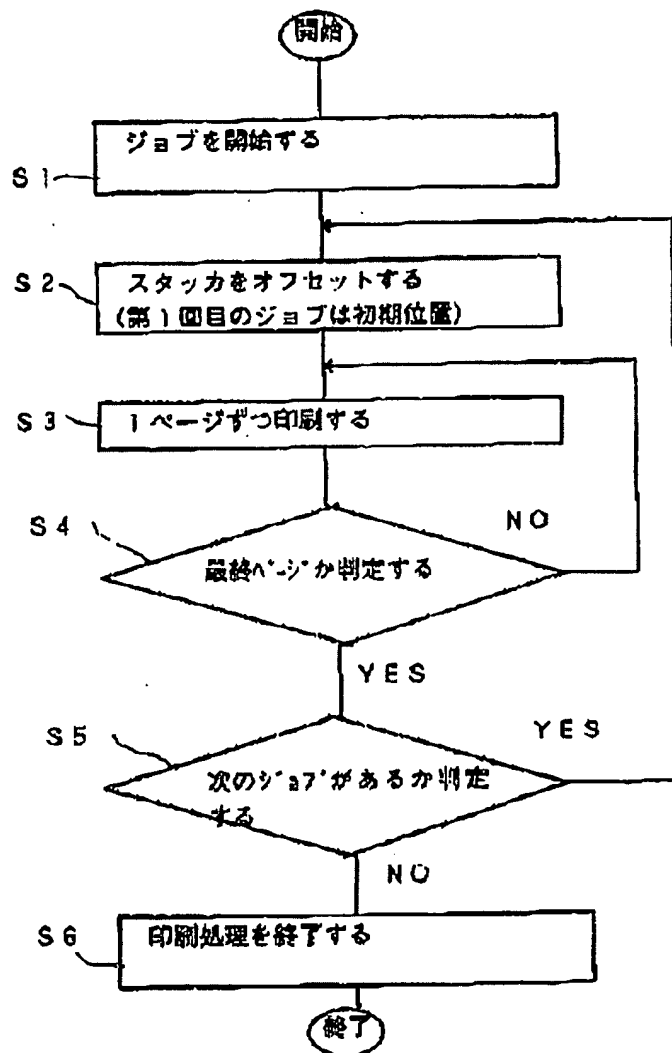 開始
ジョブを開始する
S1
S2
スタッカをオフセットする
(第1回目のジョブは初期位置)
S3
1ページずつ印刷する
S4
NO
最終ページか判定する
YES
S5
YES
次のジョブがあるか判定
する
NO
S6
印刷処理を終了する
終了